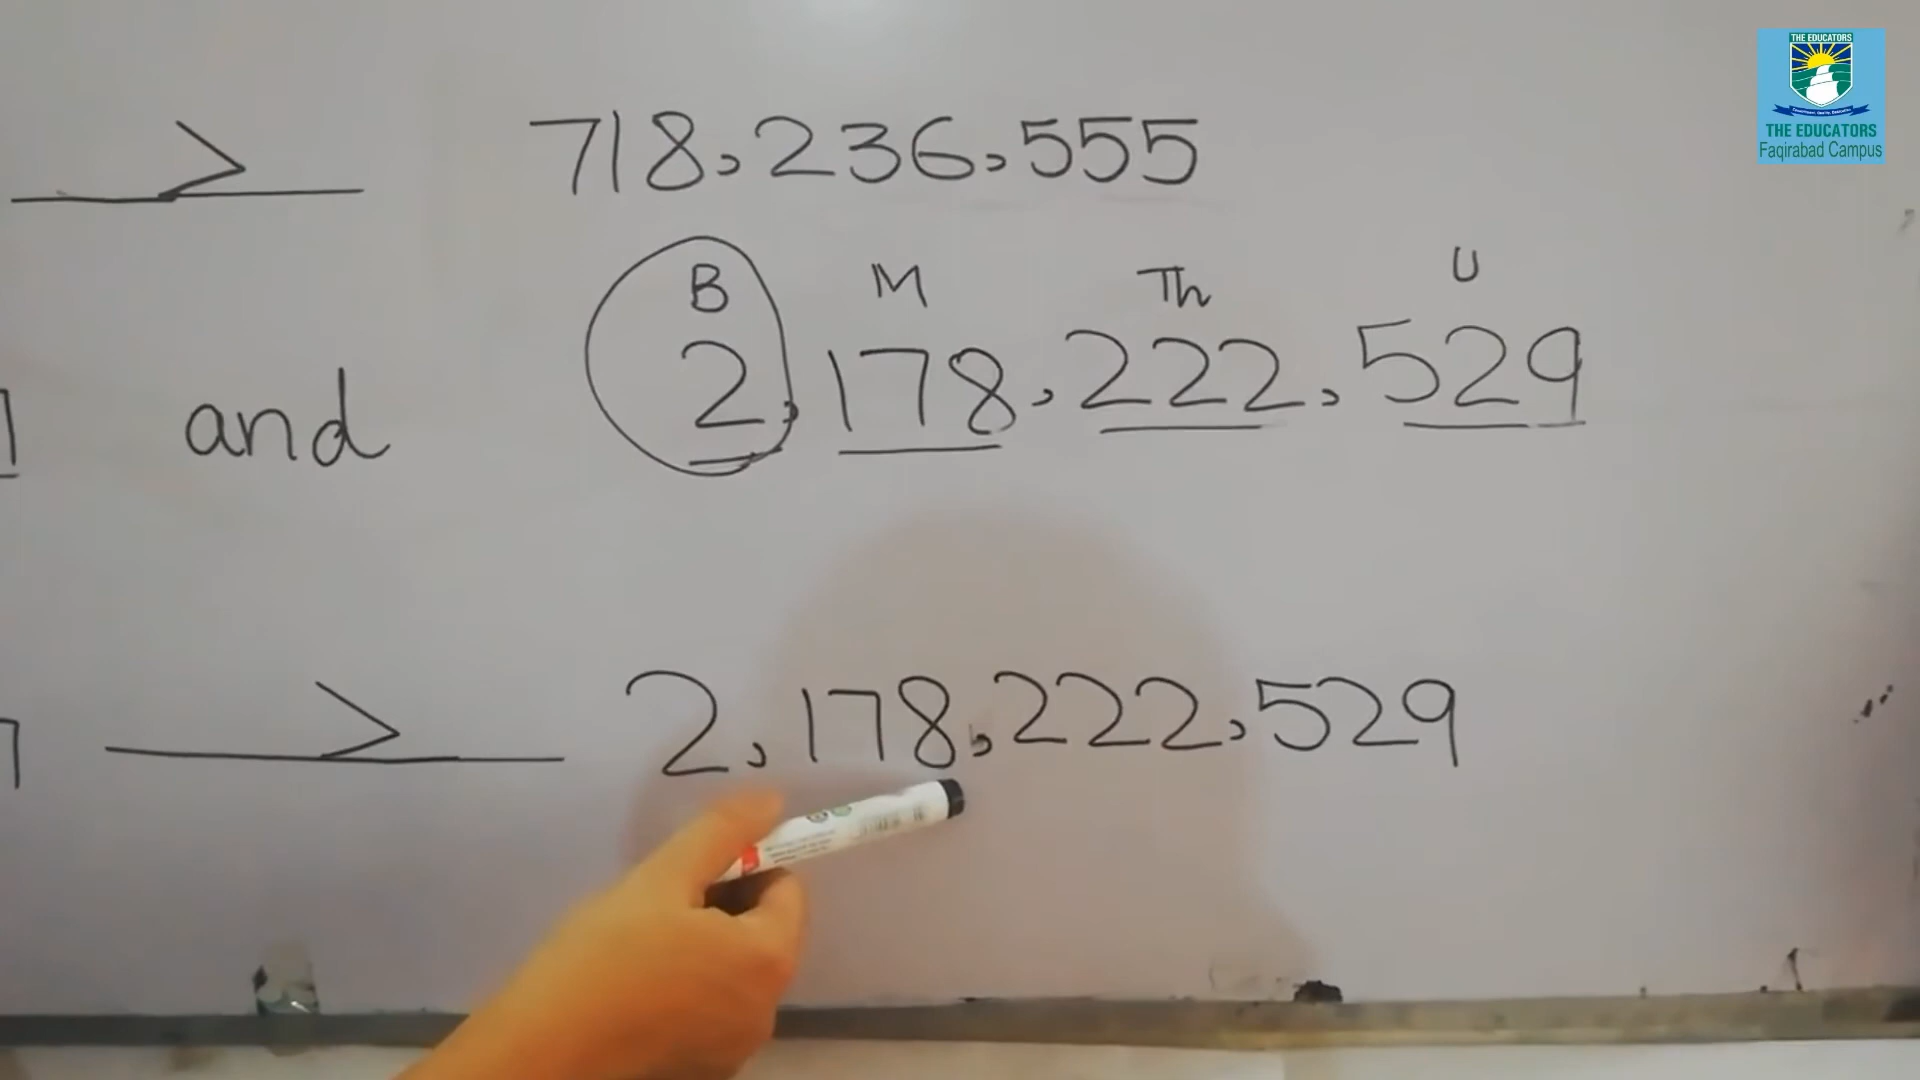 > 718,236,555
B M Th U
and 2,178,222,529
> 2,178,222,529
THE EDUCATORS
THE EDUCATORS
Faqirabad Campus